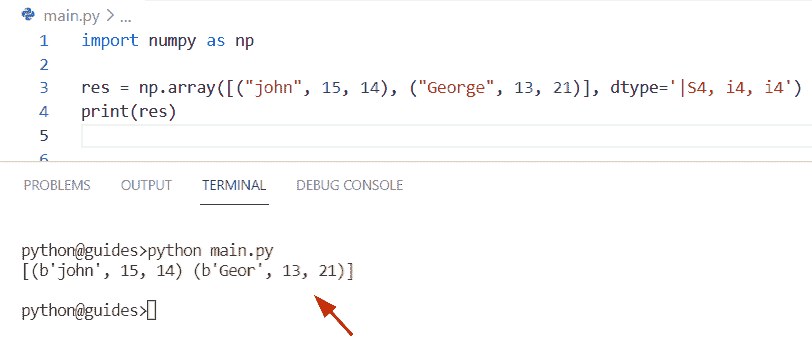 main.py > ...
1 import numpy as np
2
3 res = np.array([("john", 15, 14), ("George", 13, 21)], dtype='|S4, i4, i4')
4 print(res)
5
6
PROBLEMS OUTPUT TERMINAL DEBUG CONSOLE
python@guides>python main.py
[(b'john', 15, 14) (b'Geor', 13, 21)]
python@guides>